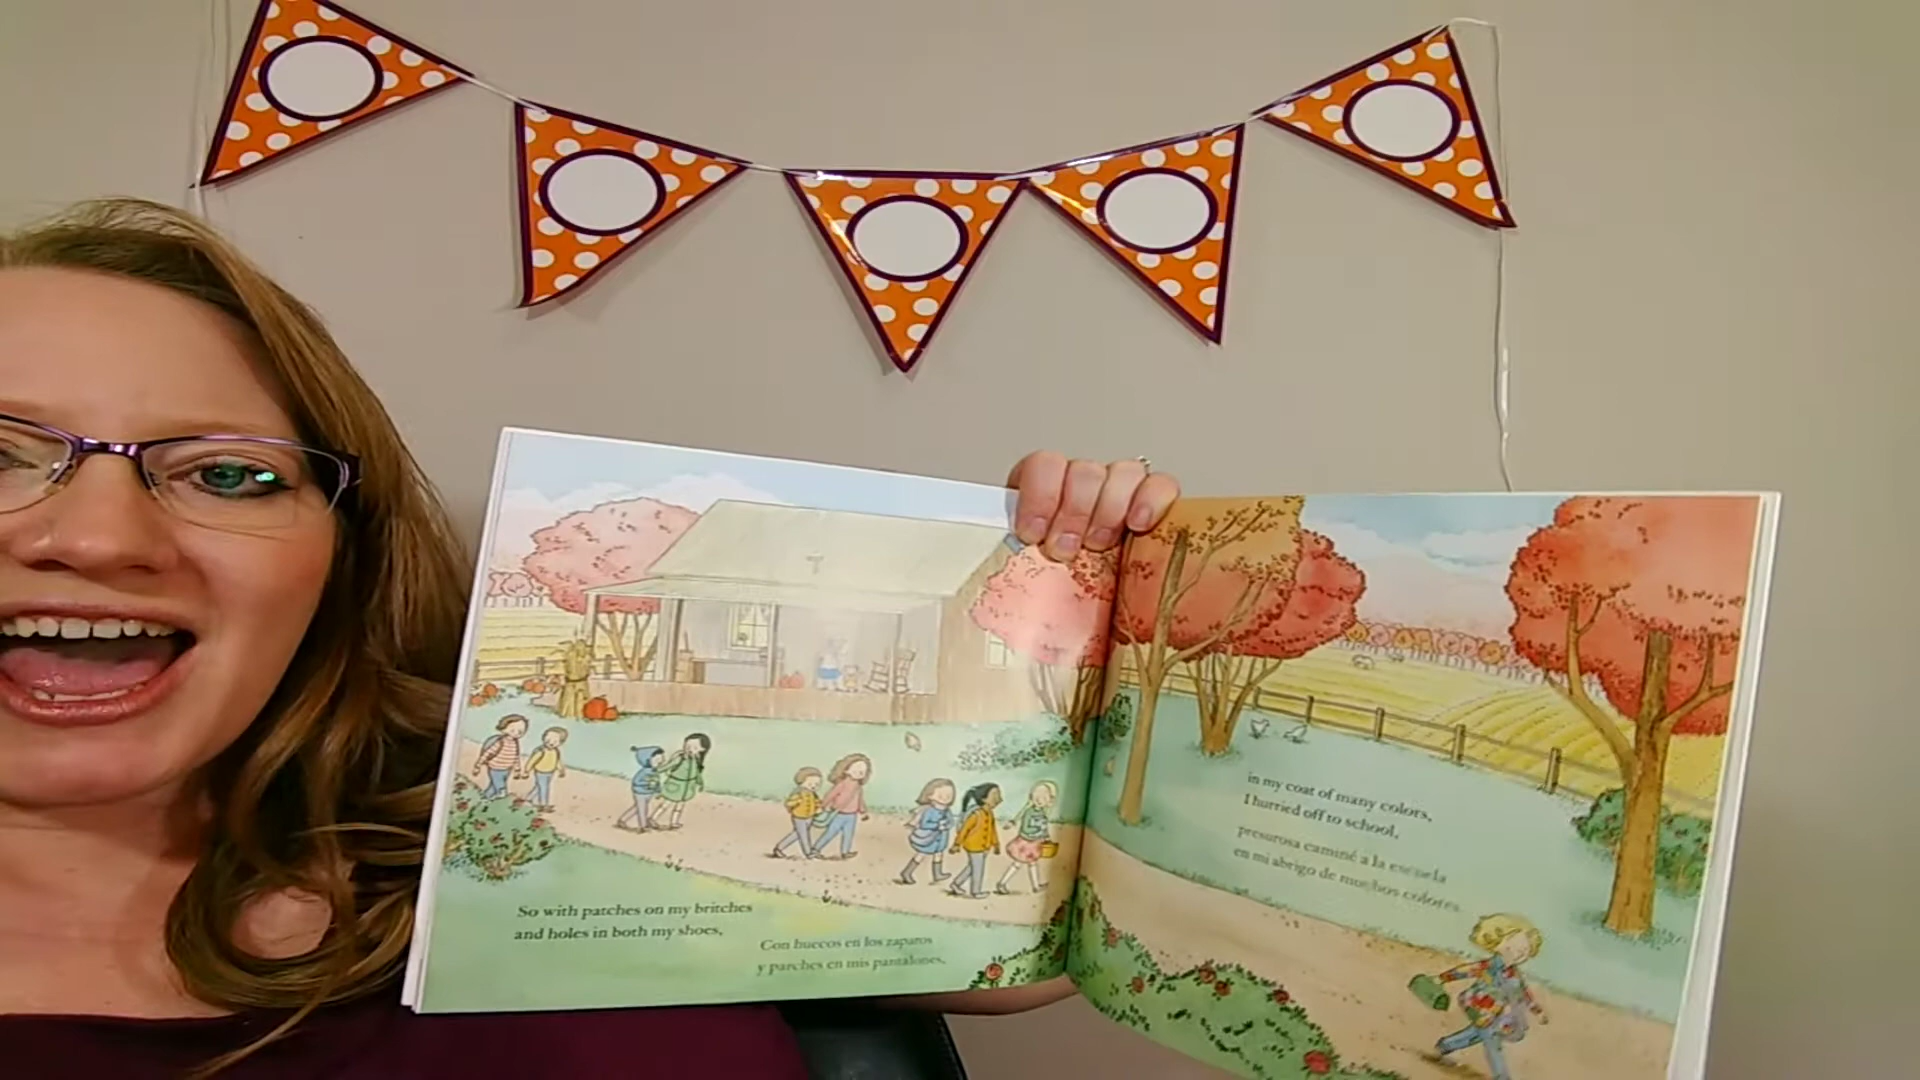 So with patches on my britches
and holes in both my shoes,
Con huecos en los zapatos
y parches en mis pantalones,
in my coat of many colors,
I hurried off to school,
presurosa caminé a la escuela
en mi abrigo de muchos colores.